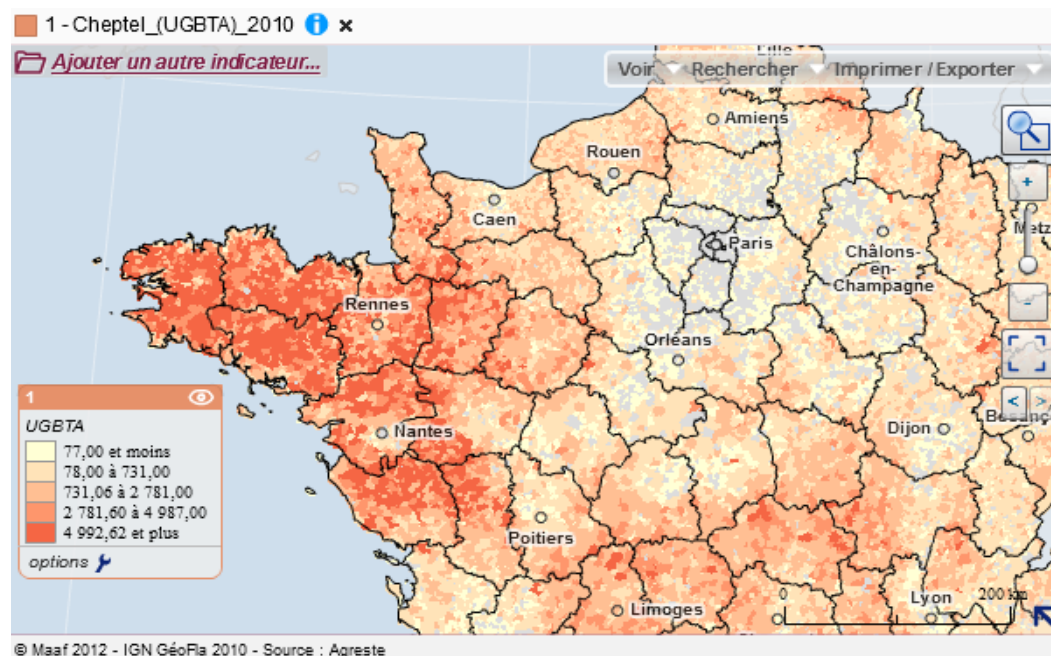 1 - Cheptel_(UGBTA)_2010 i ×
Ajouter un autre indicateur...
Voir Rechercher Imprimer / Exporter
Lille
Amiens
Rouen
Caen
Paris
Metz
Châlons-
en-
Champagne
Rennes
Orléans
Nantes
Dijon
Poitiers
Limoges
Lyon
+
–
< >
1
UGBTA
77,00 et moins
78,00 à 731,00
731,06 à 2 781,00
2 781,60 à 4 987,00
4 992,62 et plus
options
0 200 km
© Maaf 2012 - IGN GéoFla 2010 - Source : Agreste